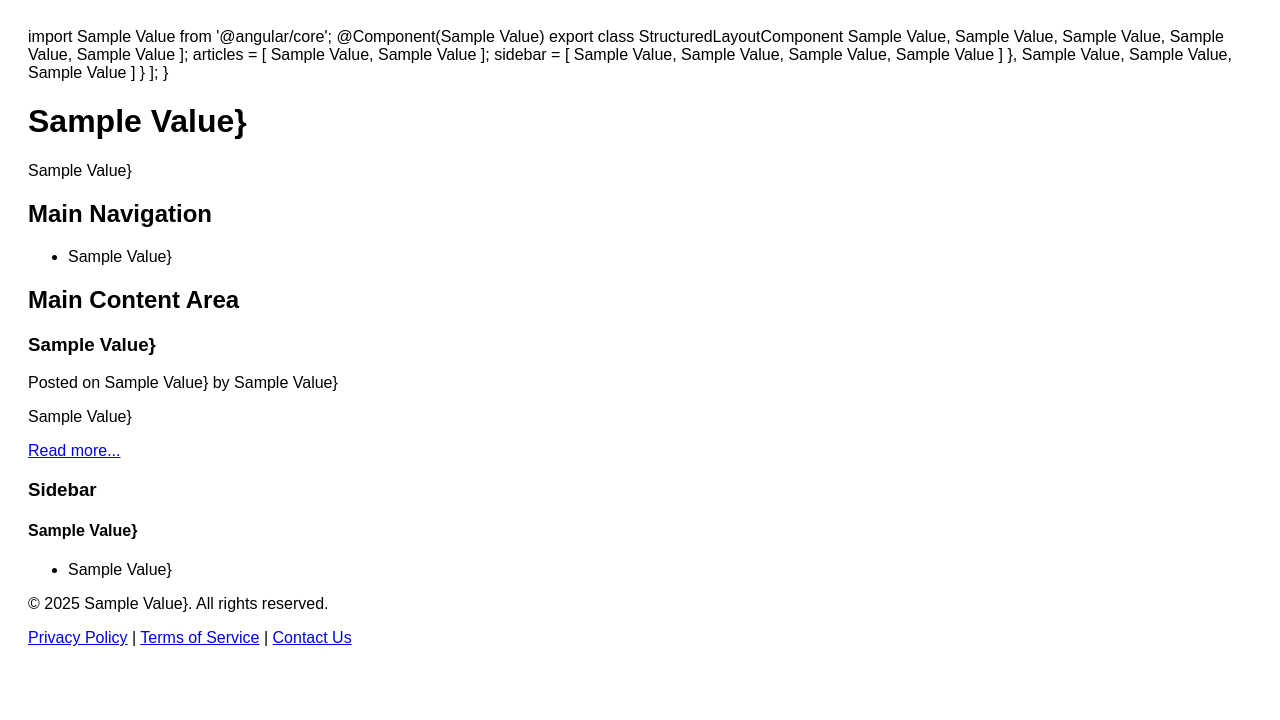 import Sample Value from '@angular/core'; @Component(Sample Value) export class StructuredLayoutComponent Sample Value, Sample Value, Sample Value, Sample
Value, Sample Value ]; articles = [ Sample Value, Sample Value ]; sidebar = [ Sample Value, Sample Value, Sample Value, Sample Value ] }, Sample Value, Sample Value,
Sample Value ] } ]; }
Sample Value}
Sample Value}
Main Navigation
• Sample Value}
Main Content Area
Sample Value}
Posted on Sample Value} by Sample Value}
Sample Value}
Read more...
Sidebar
Sample Value}
• Sample Value}
© 2025 Sample Value}. All rights reserved.
Privacy Policy | Terms of Service | Contact Us